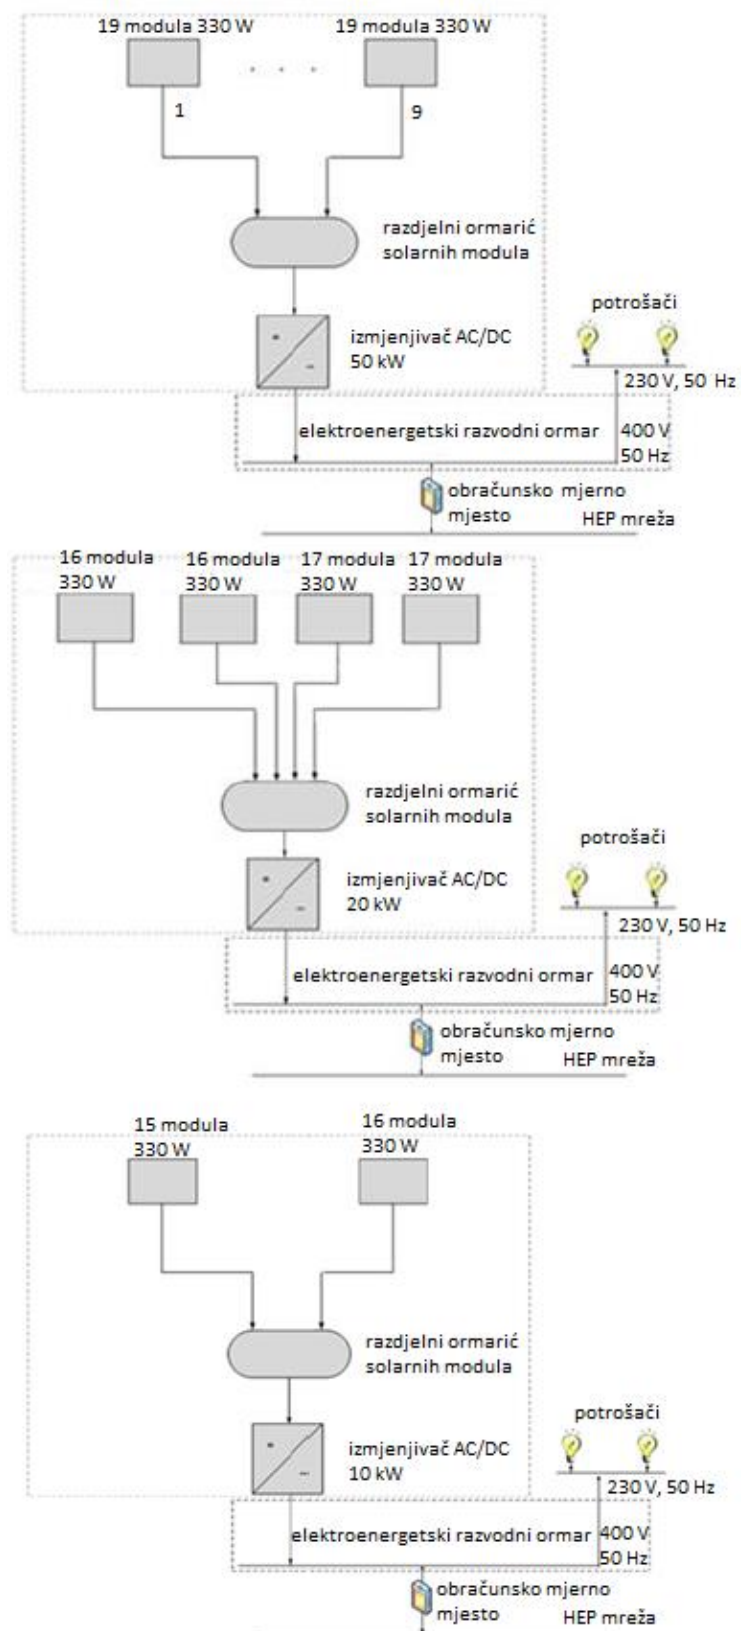 19 modula 330 W
19 modula 330 W
1
9
razdjelni ormarić
solarnih modula
izmjenjivač AC/DC
50 kW
potrošači
230 V, 50 Hz
elektroenergetski razvodni ormar
400 V
50 Hz
obračunsko mjerno
mjesto
HEP mreža
16 modula
330 W
16 modula
330 W
17 modula
330 W
17 modula
330 W
razdjelni ormarić
solarnih modula
izmjenjivač AC/DC
20 kW
potrošači
230 V, 50 Hz
elektroenergetski razvodni ormar
400 V
50 Hz
obračunsko mjerno
mjesto
HEP mreža
15 modula
330 W
16 modula
330 W
razdjelni ormarić
solarnih modula
izmjenjivač AC/DC
10 kW
potrošači
230 V, 50 Hz
elektroenergetski razvodni ormar
400 V
50 Hz
obračunsko mjerno
mjesto
HEP mreža